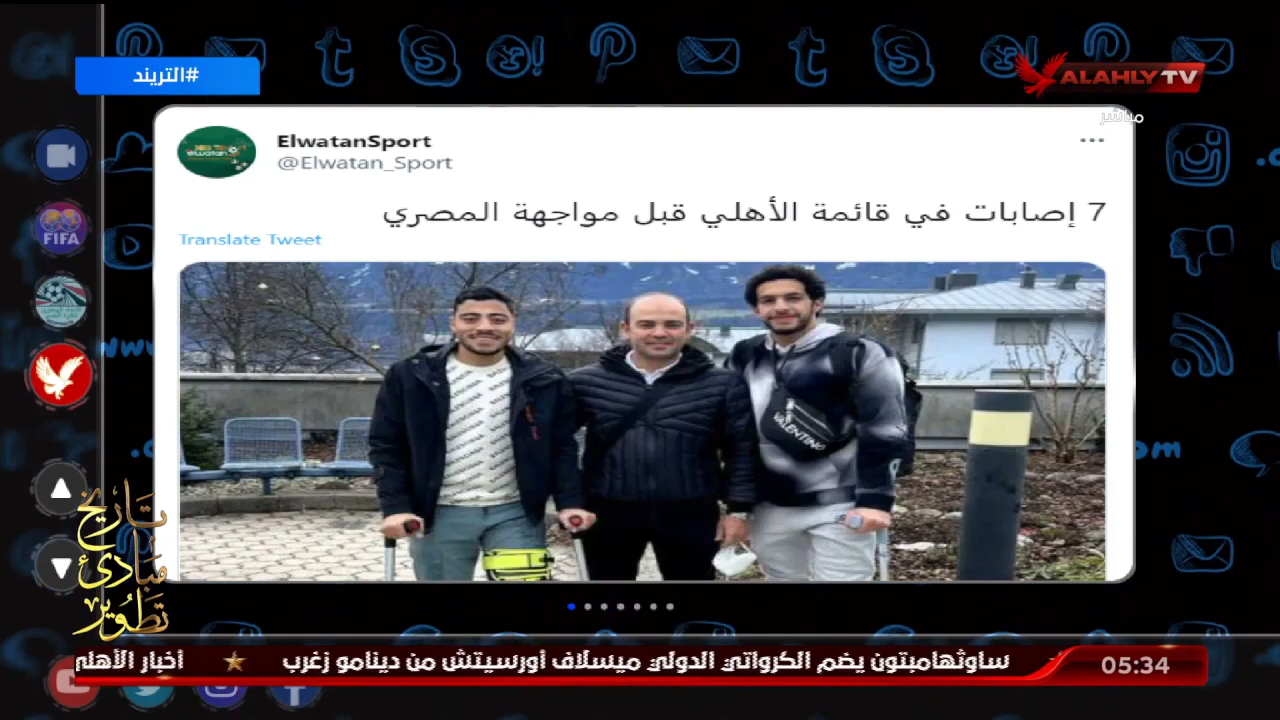 #التريند
ALAHLY TV
مباشر
ElwatanSport
@Elwatan_Sport
7 إصابات في قائمة الأهلي قبل مواجهة المصري
Translate Tweet
FIFA
VALENTINO
تاريخ
مبادئ
تطوير
ساوثهامبتون يضم الكرواتي الدولي ميسلاف أورسيتش من دينامو زغرب
أخبار الأهلي
05:34